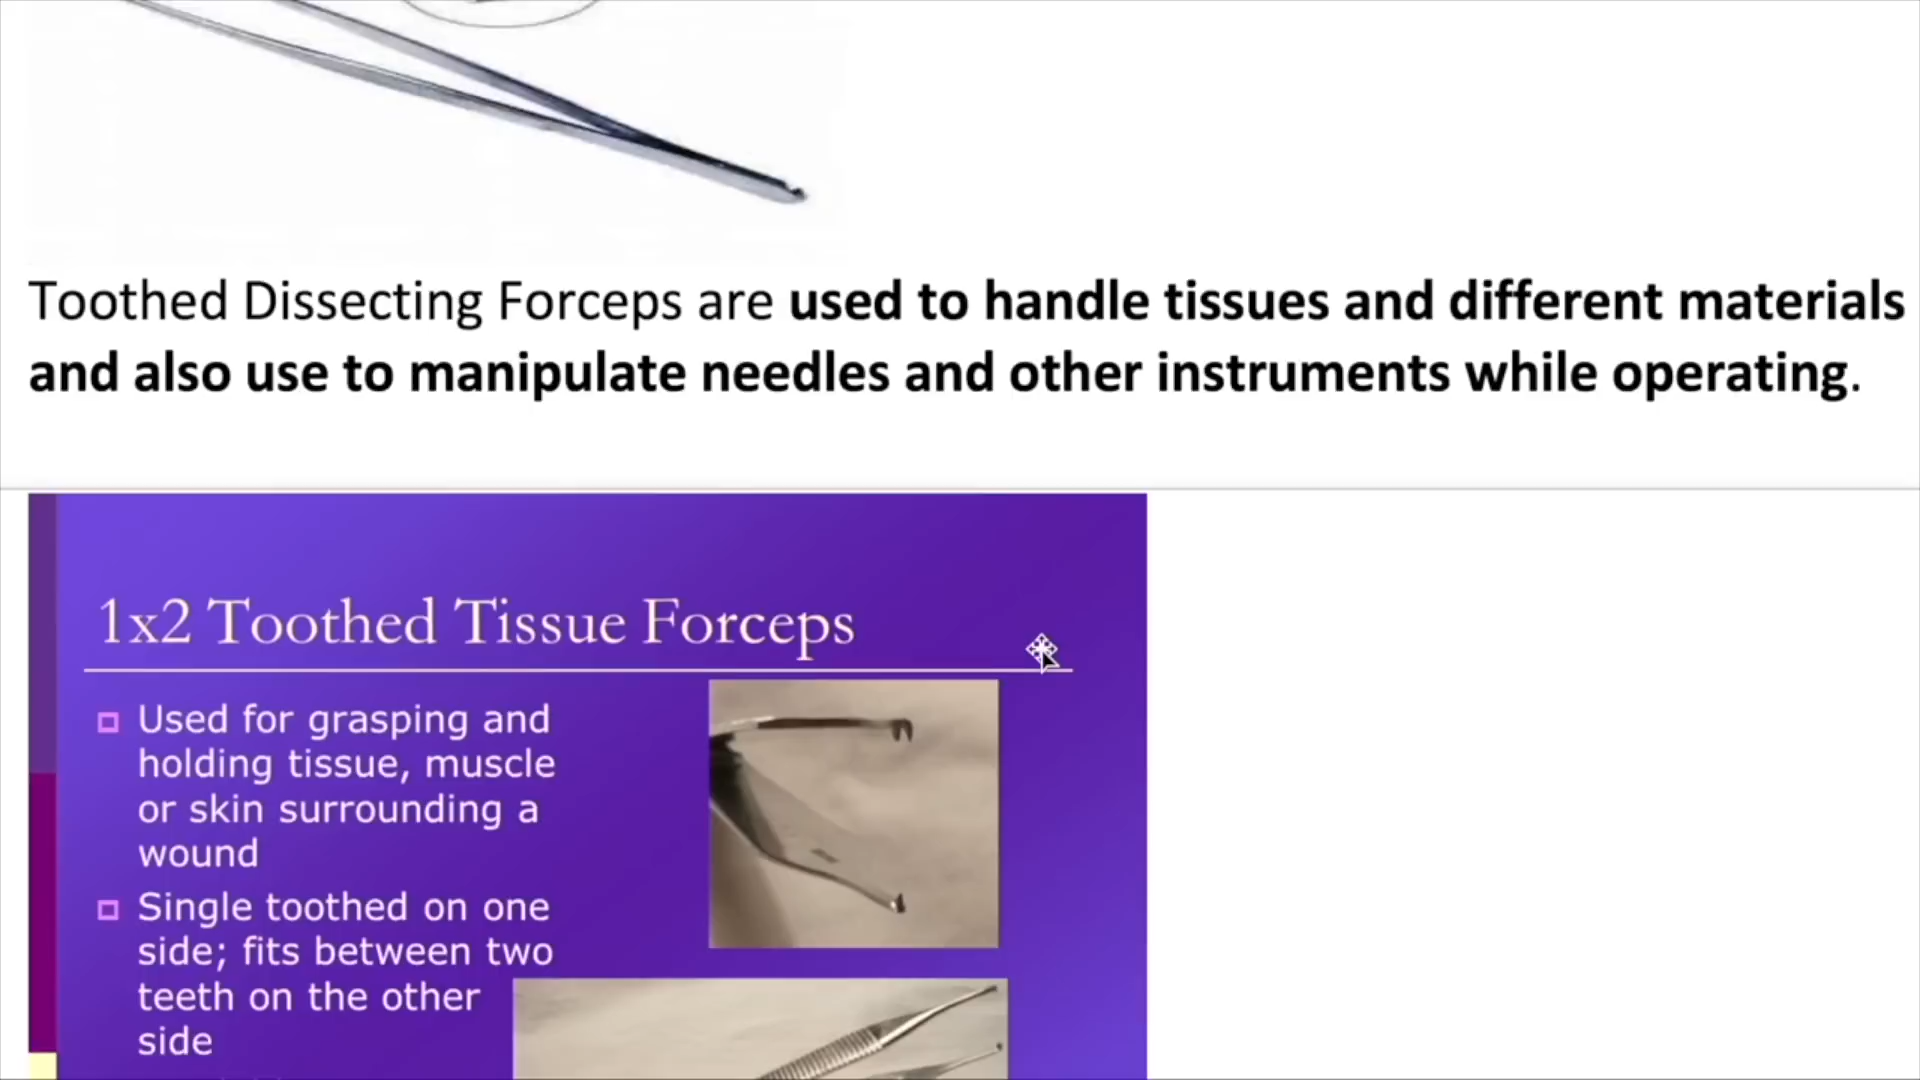 Toothed Dissecting Forceps are used to handle tissues and different materials
and also use to manipulate needles and other instruments while operating.
1x2 Toothed Tissue Forceps
Used for grasping and
holding tissue, muscle
or skin surrounding a
wound
Single toothed on one
side; fits between two
teeth on the other
side